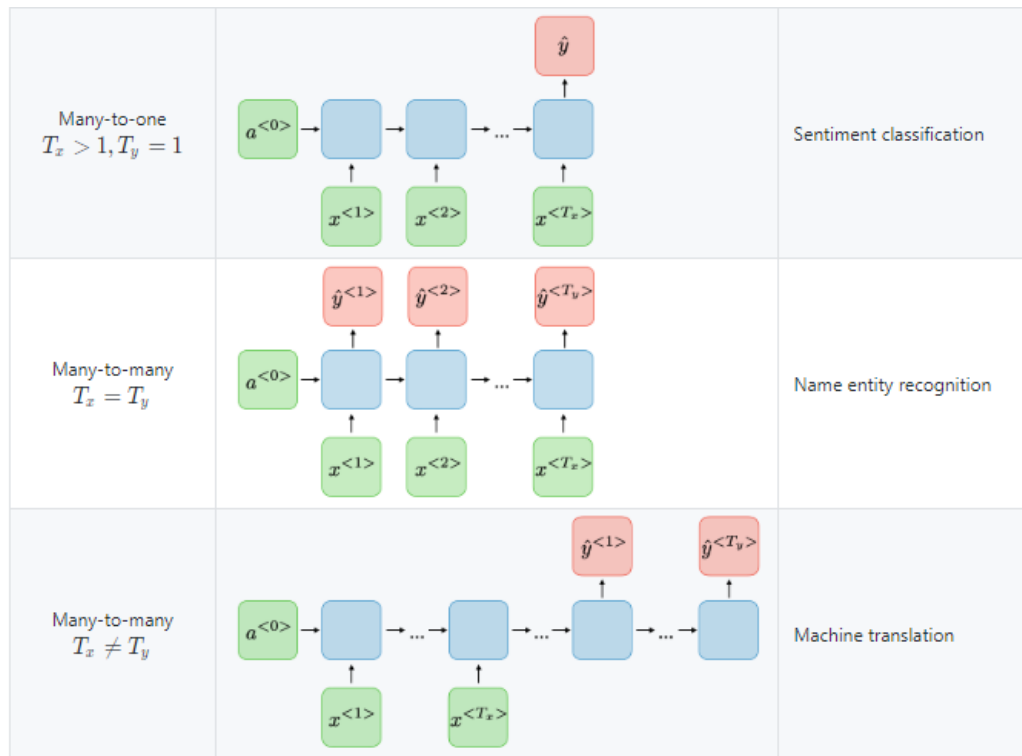 Many-to-one
T_x > 1, T_y = 1
ŷ
a^{<0>}
...
x^{<1>}
x^{<2>}
x^{<T_x>}
Sentiment classification
Many-to-many
T_x = T_y
ŷ^{<1>}
ŷ^{<2>}
ŷ^{<T_y>}
a^{<0>}
...
x^{<1>}
x^{<2>}
x^{<T_x>}
Name entity recognition
Many-to-many
T_x ≠ T_y
ŷ^{<1>}
ŷ^{<T_y>}
a^{<0>}
...
...
...
x^{<1>}
x^{<T_x>}
Machine translation